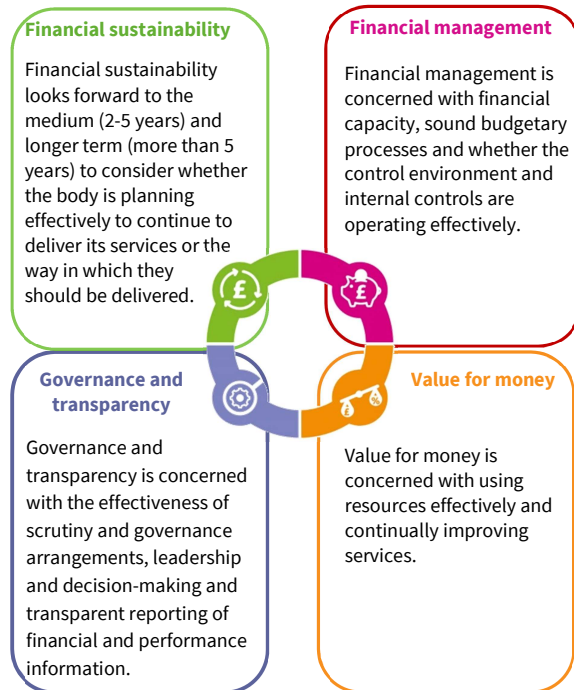 Financial sustainability
Financial sustainability
looks forward to the
medium (2-5 years) and
longer term (more than 5
years) to consider whether
the body is planning
effectively to continue to
deliver its services or the
way in which they
should be delivered.
Financial management
Financial management is
concerned with financial
capacity, sound budgetary
processes and whether the
control environment and
internal controls are
operating effectively.
£
£
Governance and
transparency
Governance and
transparency is concerned
with the effectiveness of
scrutiny and governance
arrangements, leadership
and decision-making and
transparent reporting of
financial and performance
information.
£ %
Value for money
Value for money is
concerned with using
resources effectively and
continually improving
services.